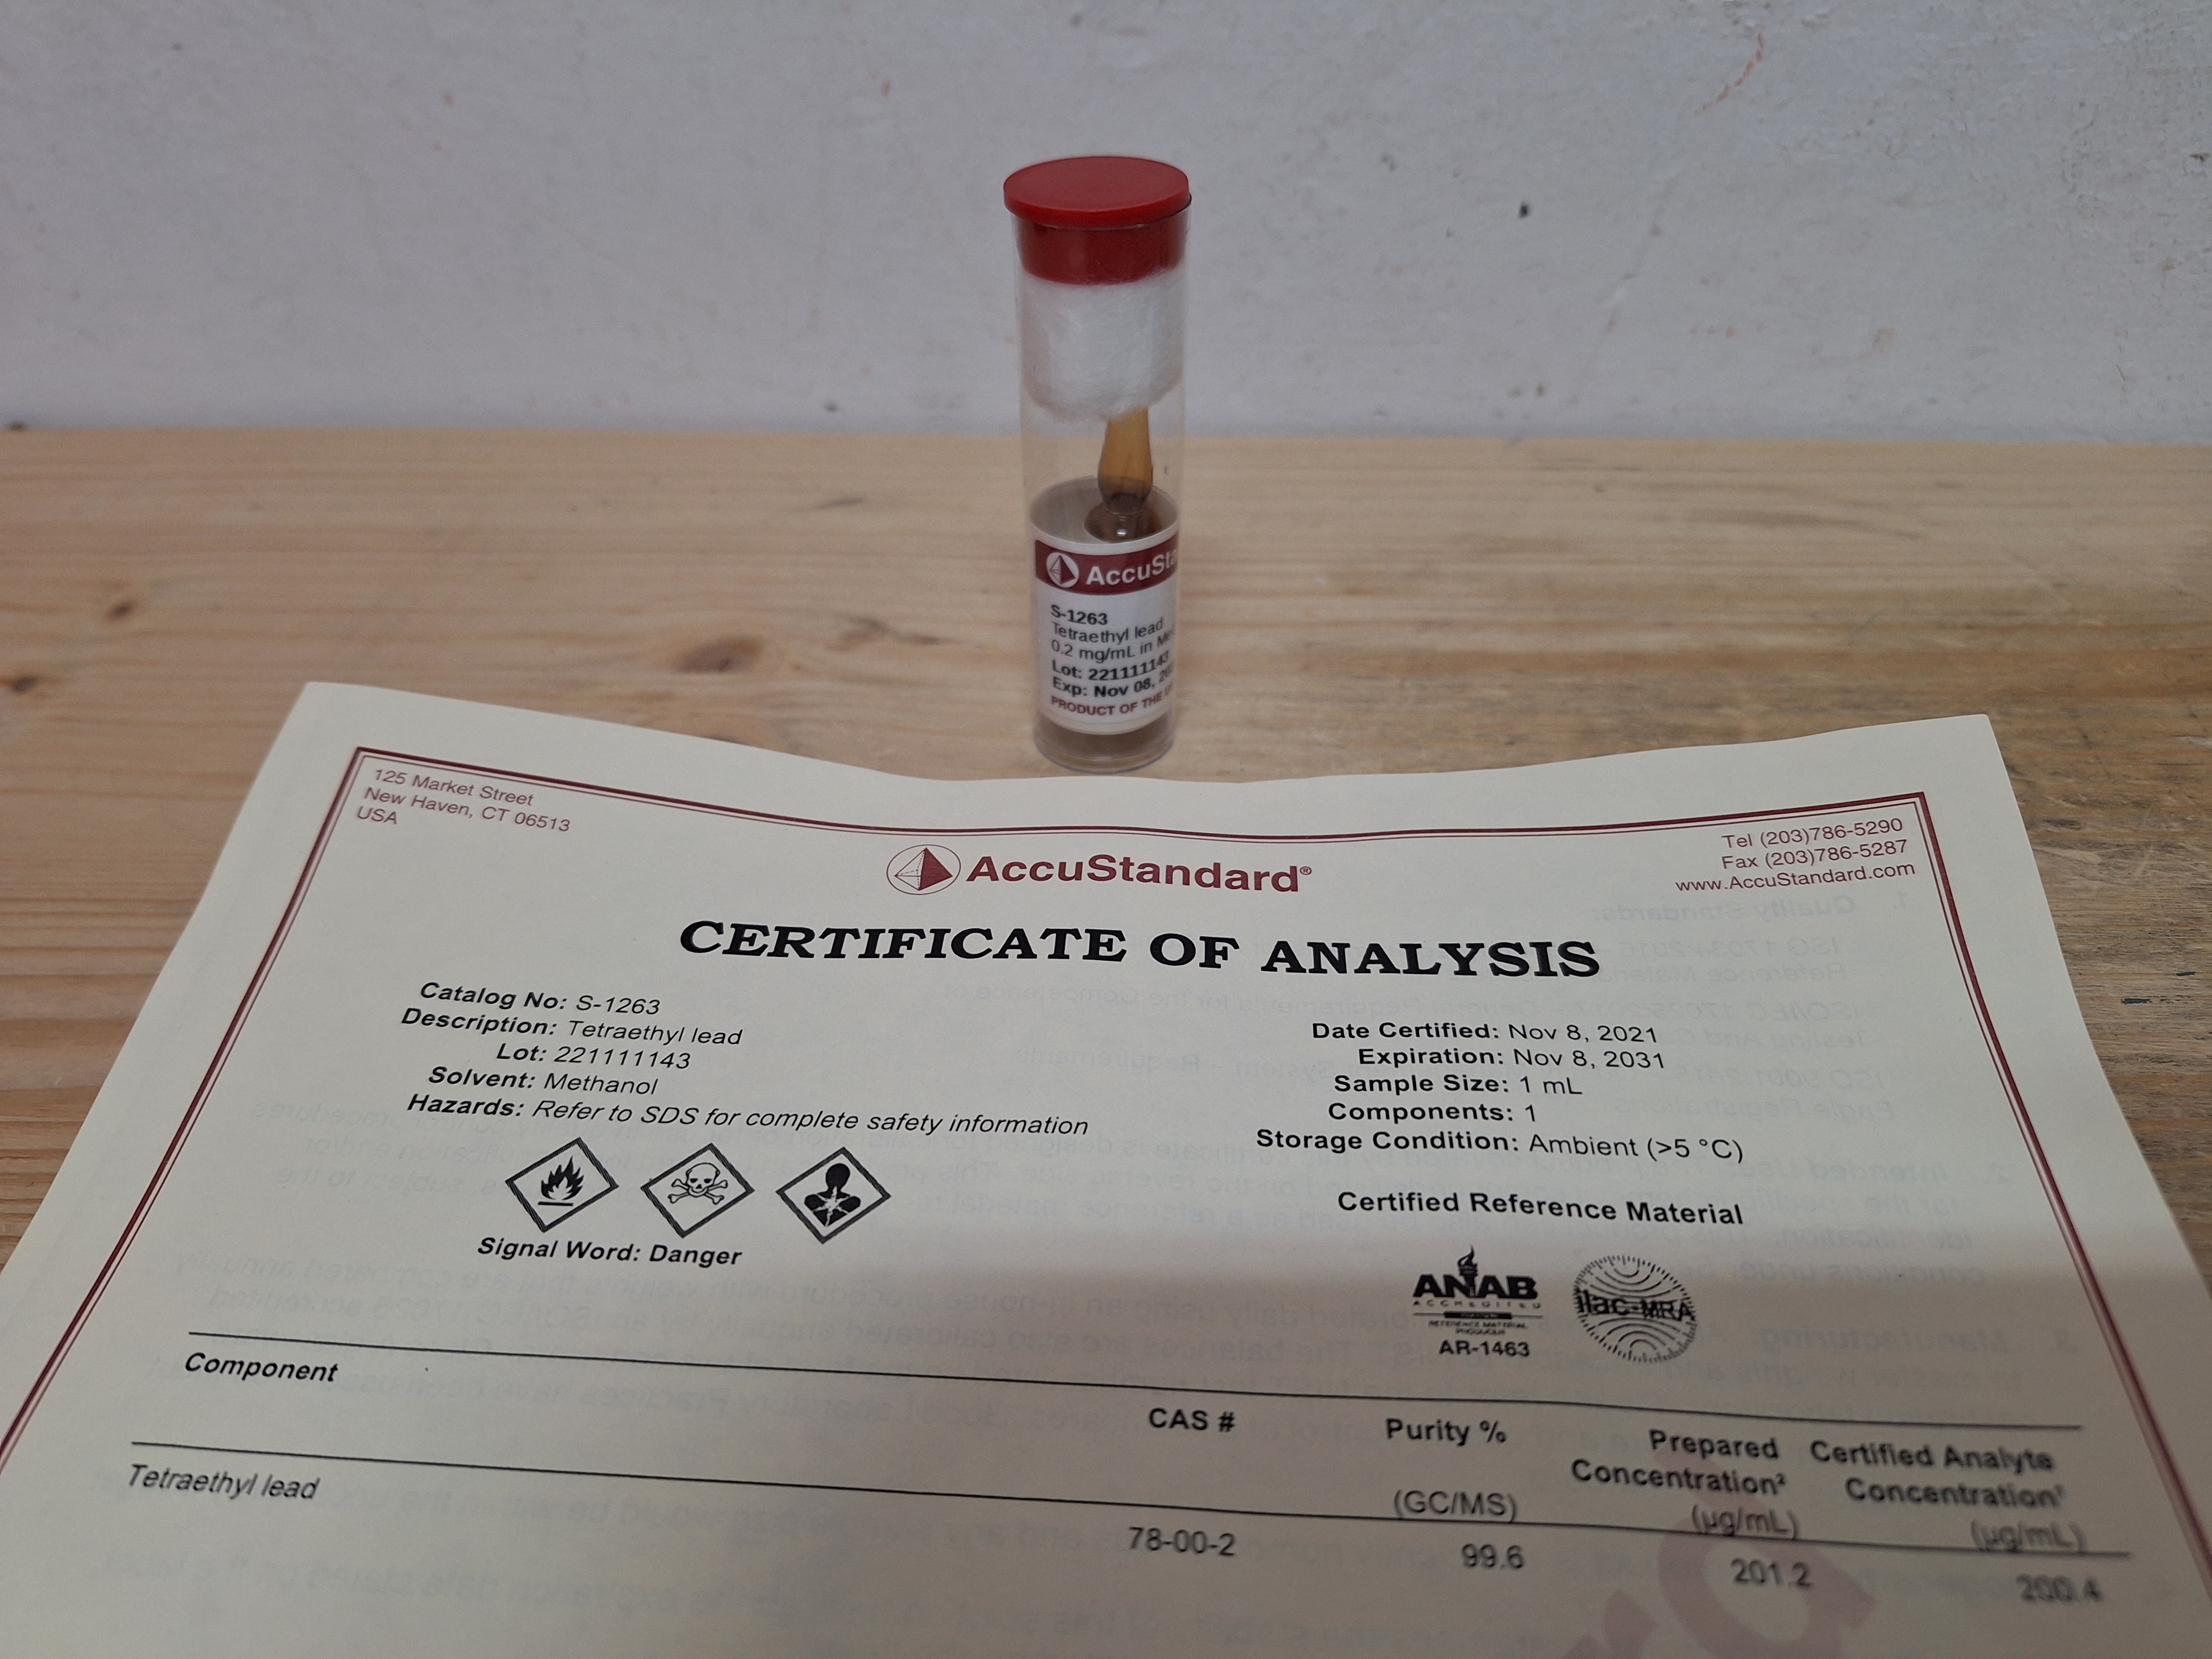 AccuSta
S-1263
Tetraethyl lead
0.2 mg/mL in Me
Lot: 221111143
Exp: Nov 08, 20
PRODUCT OF THE
125 Market Street
New Haven, CT 06513
USA
Tel (203)786-5290
Fax (203)786-5287
www.AccuStandard.com
AccuStandard®
CERTIFICATE OF ANALYSIS
Catalog No: S-1263
Description: Tetraethyl lead
Lot: 221111143
Solvent: Methanol
Hazards: Refer to SDS for complete safety information
Signal Word: Danger
Date Certified: Nov 8, 2021
Expiration: Nov 8, 2031
Sample Size: 1 mL
Components: 1
Storage Condition: Ambient (>5 °C)
Certified Reference Material
ANAB
ACCREDITED
REFERENCE MATERIAL
PRODUCER
AR-1463
ilac-MRA
Component
CAS #
Purity %
(GC/MS)
Prepared
Concentration²
(µg/mL)
Certified Analyte
Concentration¹
(µg/mL)
Tetraethyl lead
78-00-2
99.6
201.2
200.4